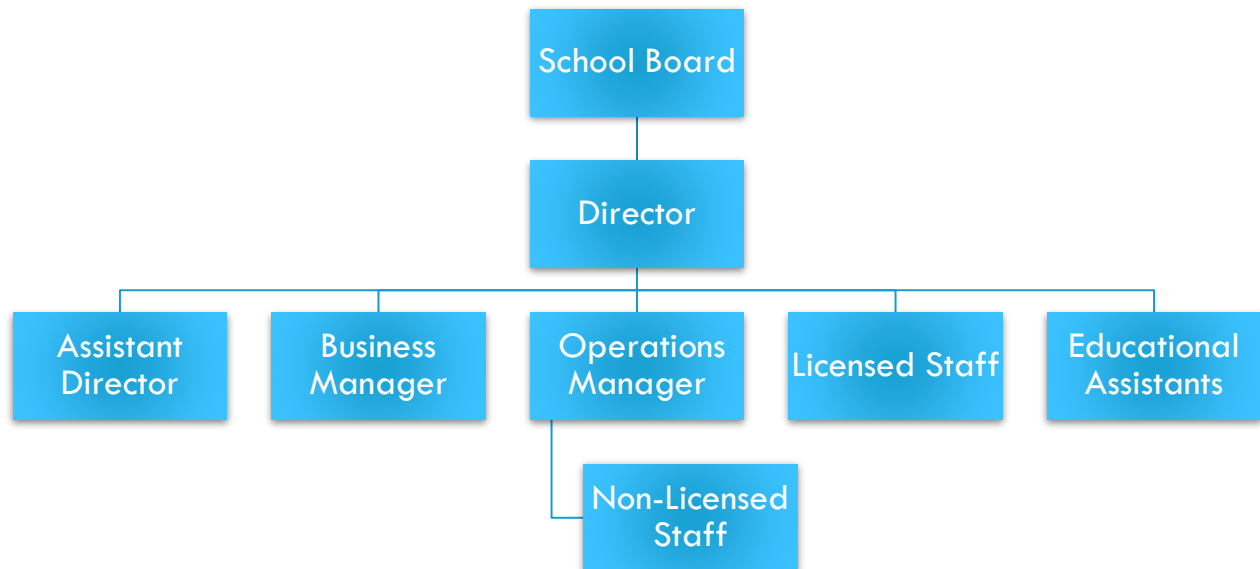 School Board
Director
Assistant
Director
Business
Manager
Operations
Manager
Licensed Staff
Educational
Assistants
Non-Licensed
Staff